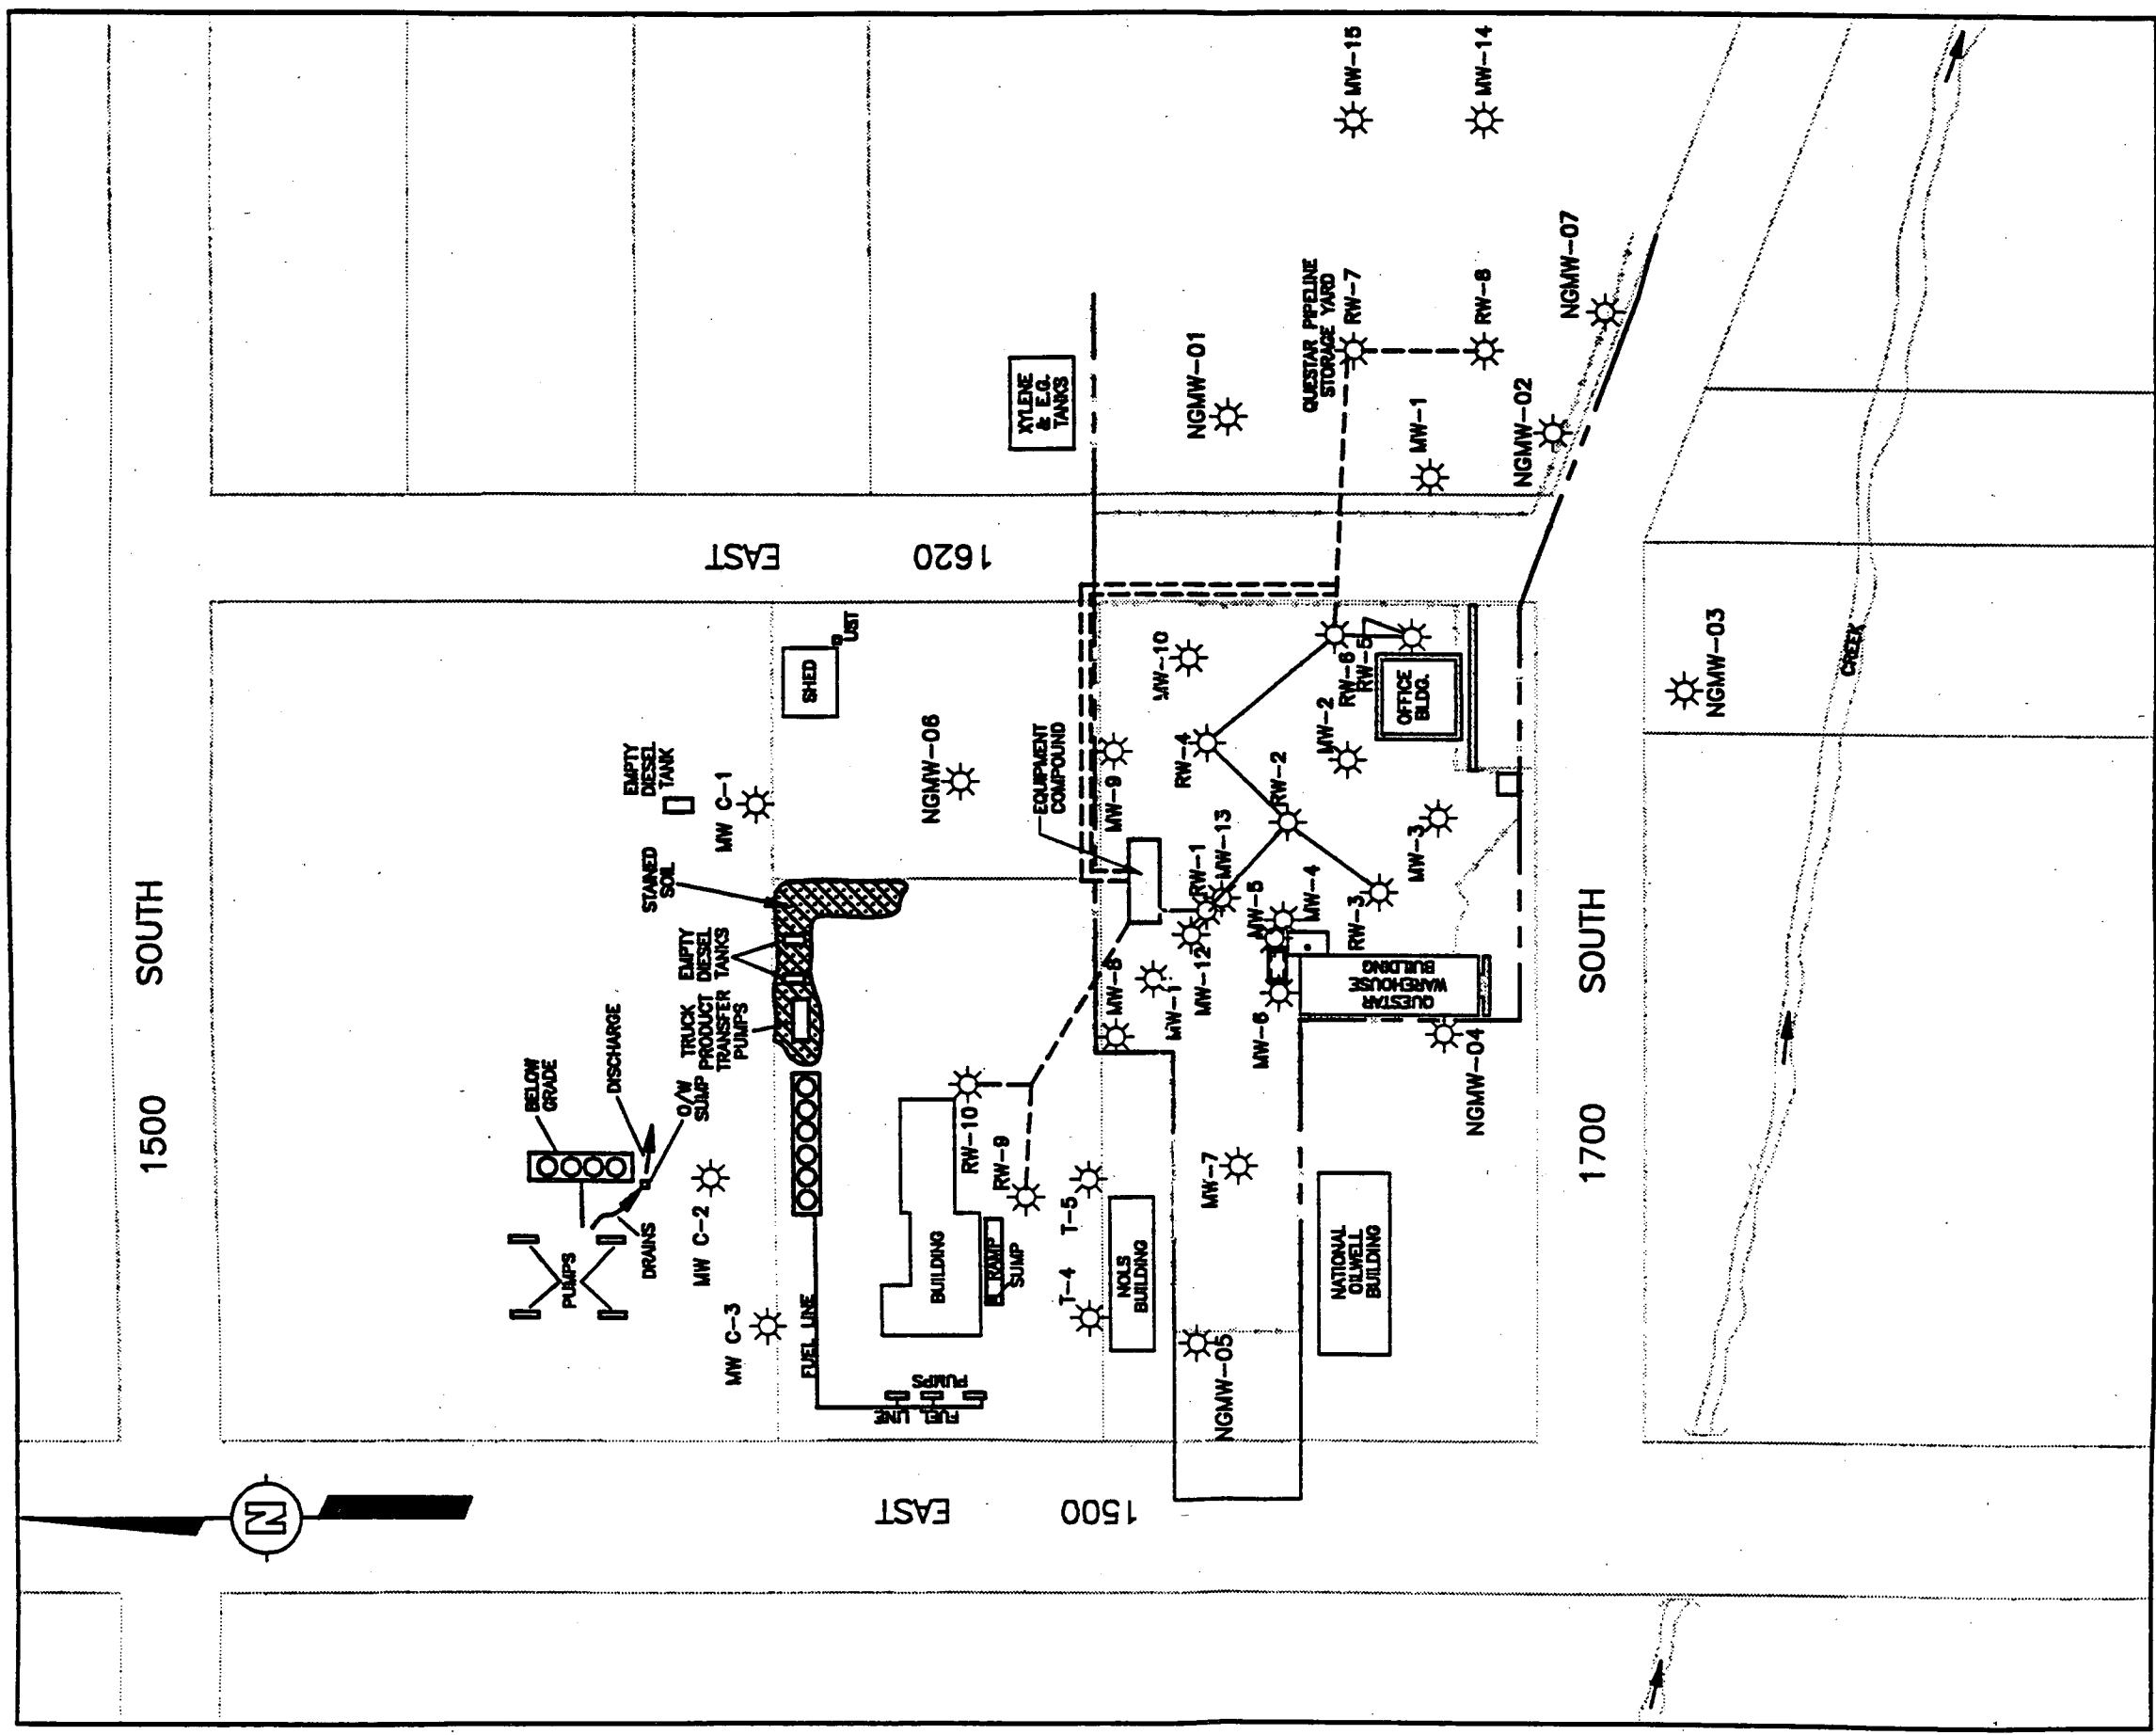 1500 SOUTH
1620 EAST
1500 EAST
1700 SOUTH
N
MW-15
MW-14
NGMW-07
QUESTAR PIPELINE
STORAGE YARD
RW-7
RW-8
XYLENE
& E.G.
TANKS
NGMW-01
MW-1
NGMW-02
NGMW-03
CREEK
SHED
UST
EMPTY
DIESEL
TANK
MW C-1
NGMW-06
EQUIPMENT
COMPOUND
MW-10
MW-9
RW-4
RW-6
RW-5
OFFICE
BLDG.
MW-2
RW-2
MW-3
RW-1
MW-13
MW-5
MW-4
RW-3
MW-12
MW-8
MW-1
MW-6
QUESTAR
WAREHOUSE
BUILDING
NGMW-04
STAINED
SOIL
EMPTY
DIESEL
TANKS
TRUCK
PRODUCT
TRANSFER
PUMPS
O/W
SUMP
DISCHARGE
BELOW
GRADE
PUMPS
DRAINS
MW C-2
MW C-3
FUEL LINE
BUILDING
RW-10
RW-9
RAMP
SUMP
T-5
T-4
NOLS
BUILDING
MW-7
NATIONAL
OILWELL
BUILDING
NGMW-05
PUMPS
FUEL LINE